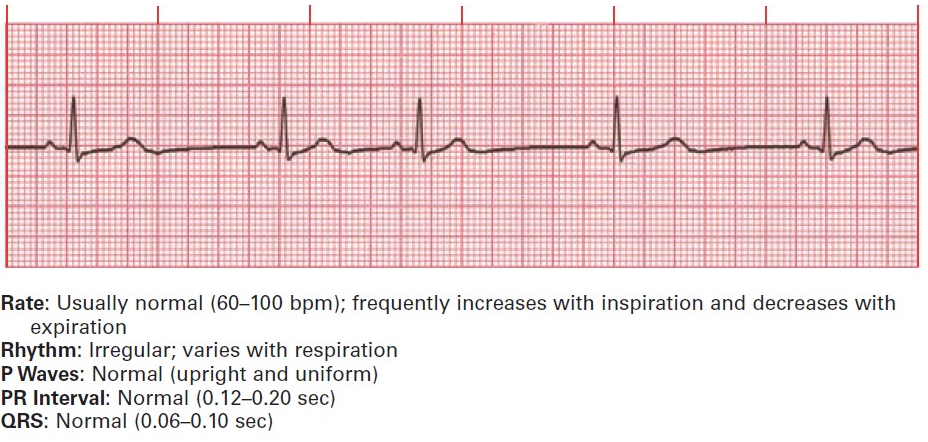 Rate: Usually normal (60–100 bpm); frequently increases with inspiration and decreases with
expiration
Rhythm: Irregular; varies with respiration
P Waves: Normal (upright and uniform)
PR Interval: Normal (0.12–0.20 sec)
QRS: Normal (0.06–0.10 sec)